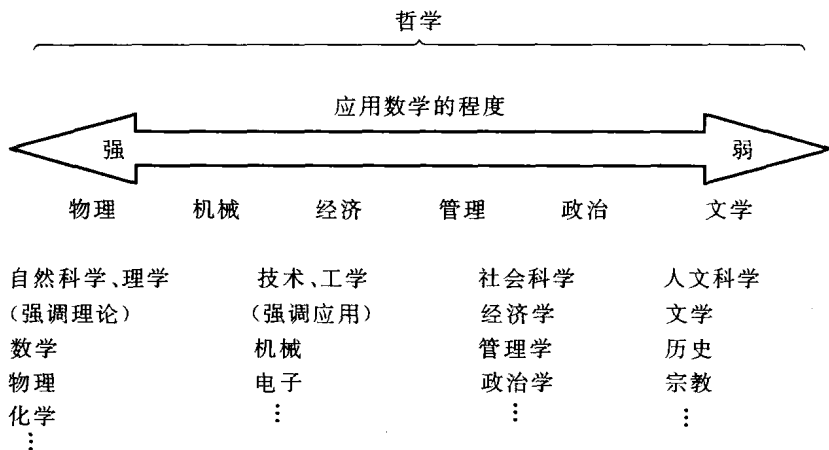 哲学
应用数学的程度
强 弱
物理 机械 经济 管理 政治 文学
自然科学、理学 技术、工学 社会科学 人文科学
(强调理论) (强调应用) 经济学 文学
数学 机械 管理学 历史
物理 电子 政治学 宗教
化学 ⋮ ⋮ ⋮
⋮